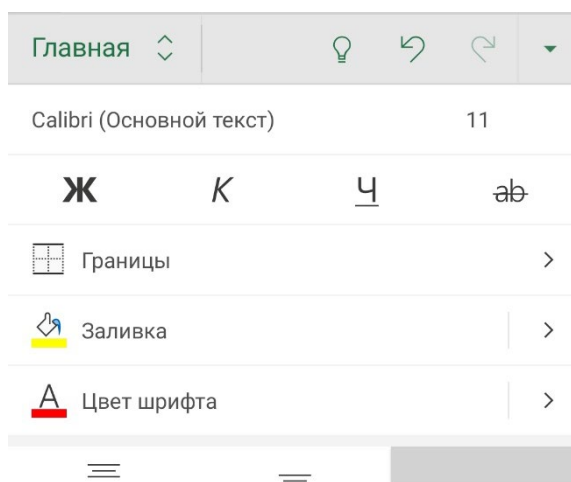 Главная
Calibri (Основной текст) 11
Ж К Ч ab
Границы
Заливка
А Цвет шрифта